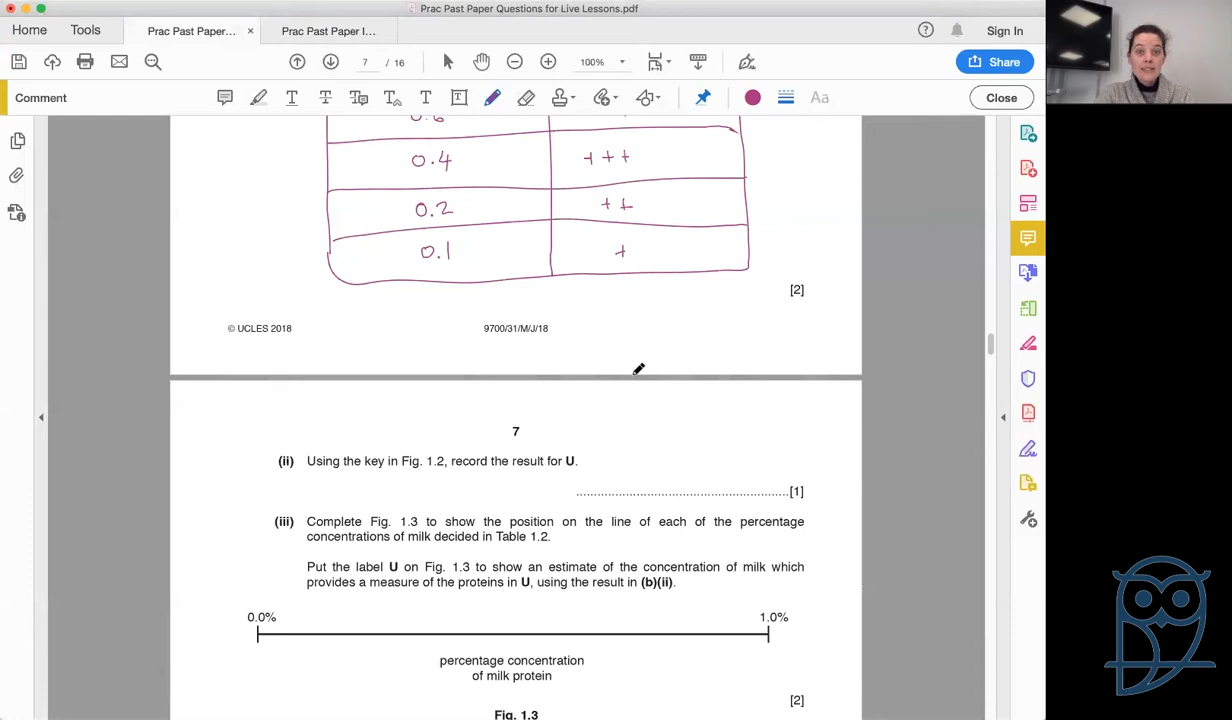 Prac Past Paper Questions for Live Lessons.pdf
Home
Tools
Prac Past Paper...
×
Prac Past Paper I...
Sign In
7 / 16
100%
Share
Comment
Aa
Close
0.6
0.4 +++
0.2 ++
0.1 +
[2]
© UCLES 2018
9700/31/M/J/18
7
(ii) Using the key in Fig. 1.2, record the result for U.
[1]
(iii) Complete Fig. 1.3 to show the position on the line of each of the percentage
concentrations of milk decided in Table 1.2.
Put the label U on Fig. 1.3 to show an estimate of the concentration of milk which
provides a measure of the proteins in U, using the result in (b)(ii).
0.0%
1.0%
percentage concentration
of milk protein
[2]
Fig. 1.3